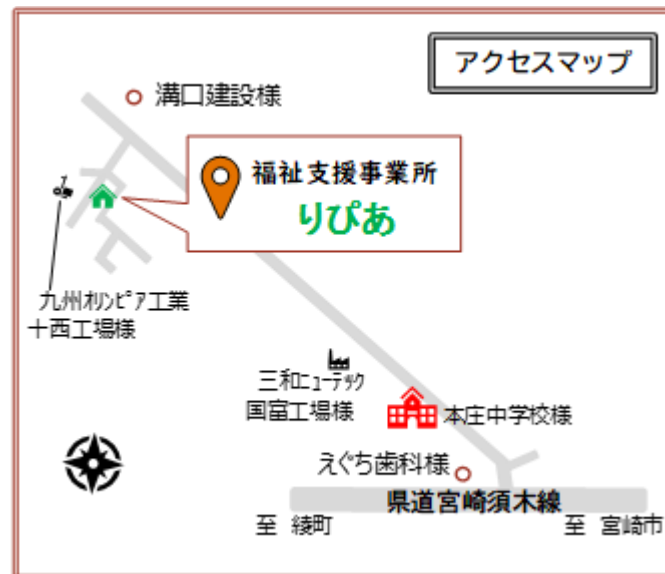 アクセスマップ
溝口建設様
福祉支援事業所
りぴあ
九州ｵﾘﾝﾋﾟｱ工業
十西工場様
三和ﾆｭｰﾃｯｸ
国富工場様
本庄中学校様
えぐち歯科様
県道宮崎須木線
至 綾町
至 宮崎市